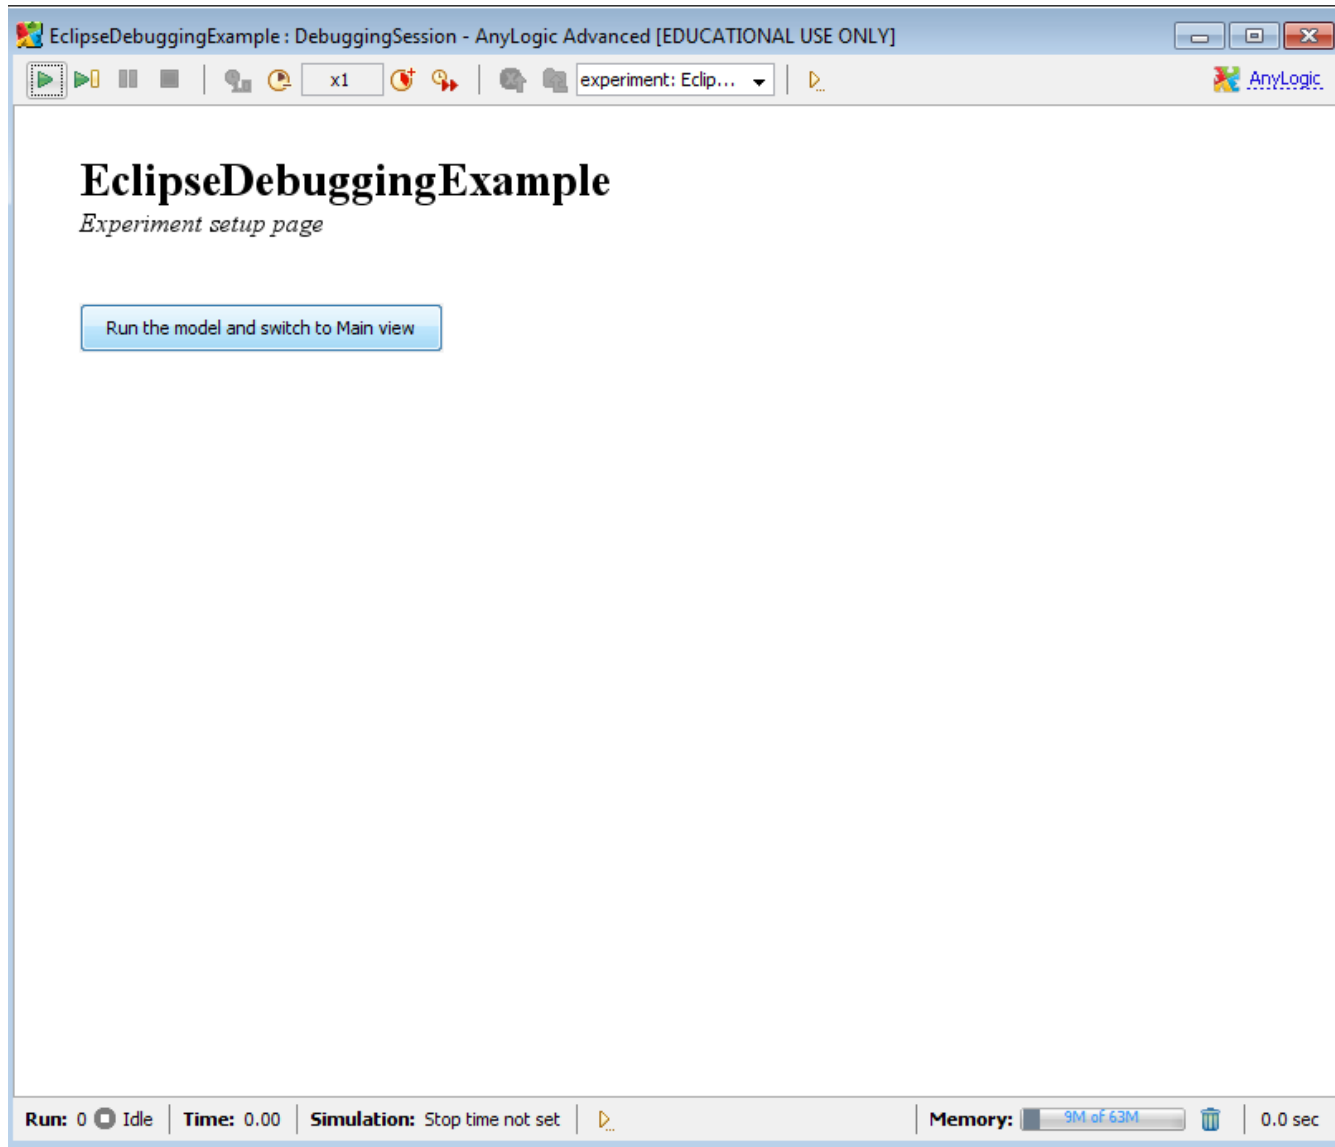 EclipseDebuggingExample : DebuggingSession - AnyLogic Advanced [EDUCATIONAL USE ONLY]
x1 experiment: Eclip... AnyLogic
EclipseDebuggingExample
Experiment setup page
Run the model and switch to Main view
Run: 0 Idle Time: 0.00 Simulation: Stop time not set Memory: 9M of 63M 0.0 sec